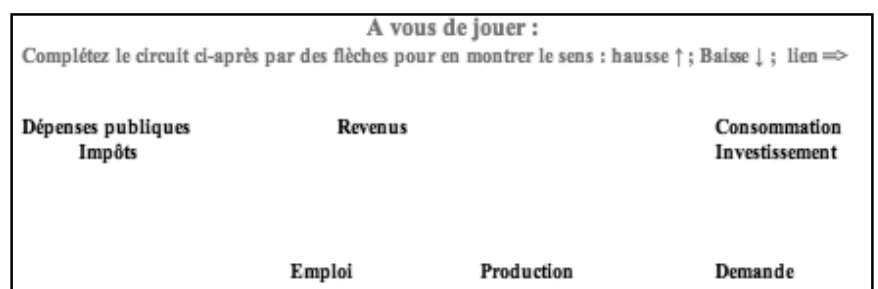 A vous de jouer :
Complétez le circuit ci-après par des flèches pour en montrer le sens : hausse ↑ ; Baisse ↓ ; lien =>
Dépenses publiques Revenus Consommation
Impôts Investissement
Emploi Production Demande